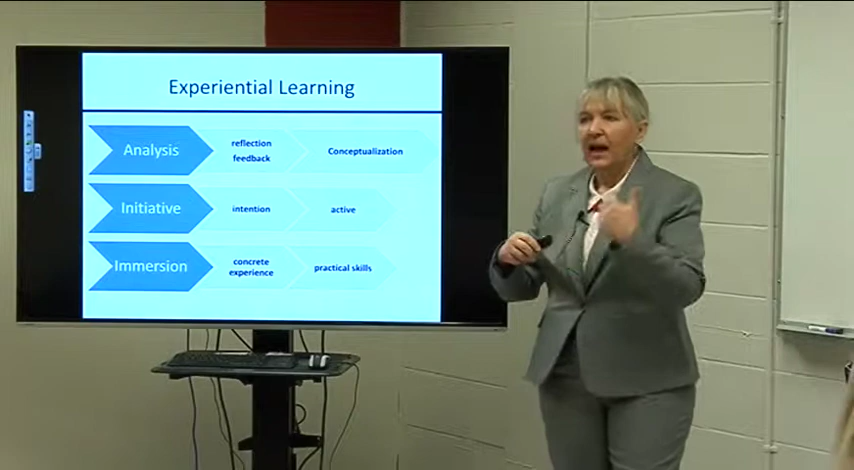 Experiential Learning
Analysis
reflection
feedback
Conceptualization
Initiative
intention
active
Immersion
concrete
experience
practical skills